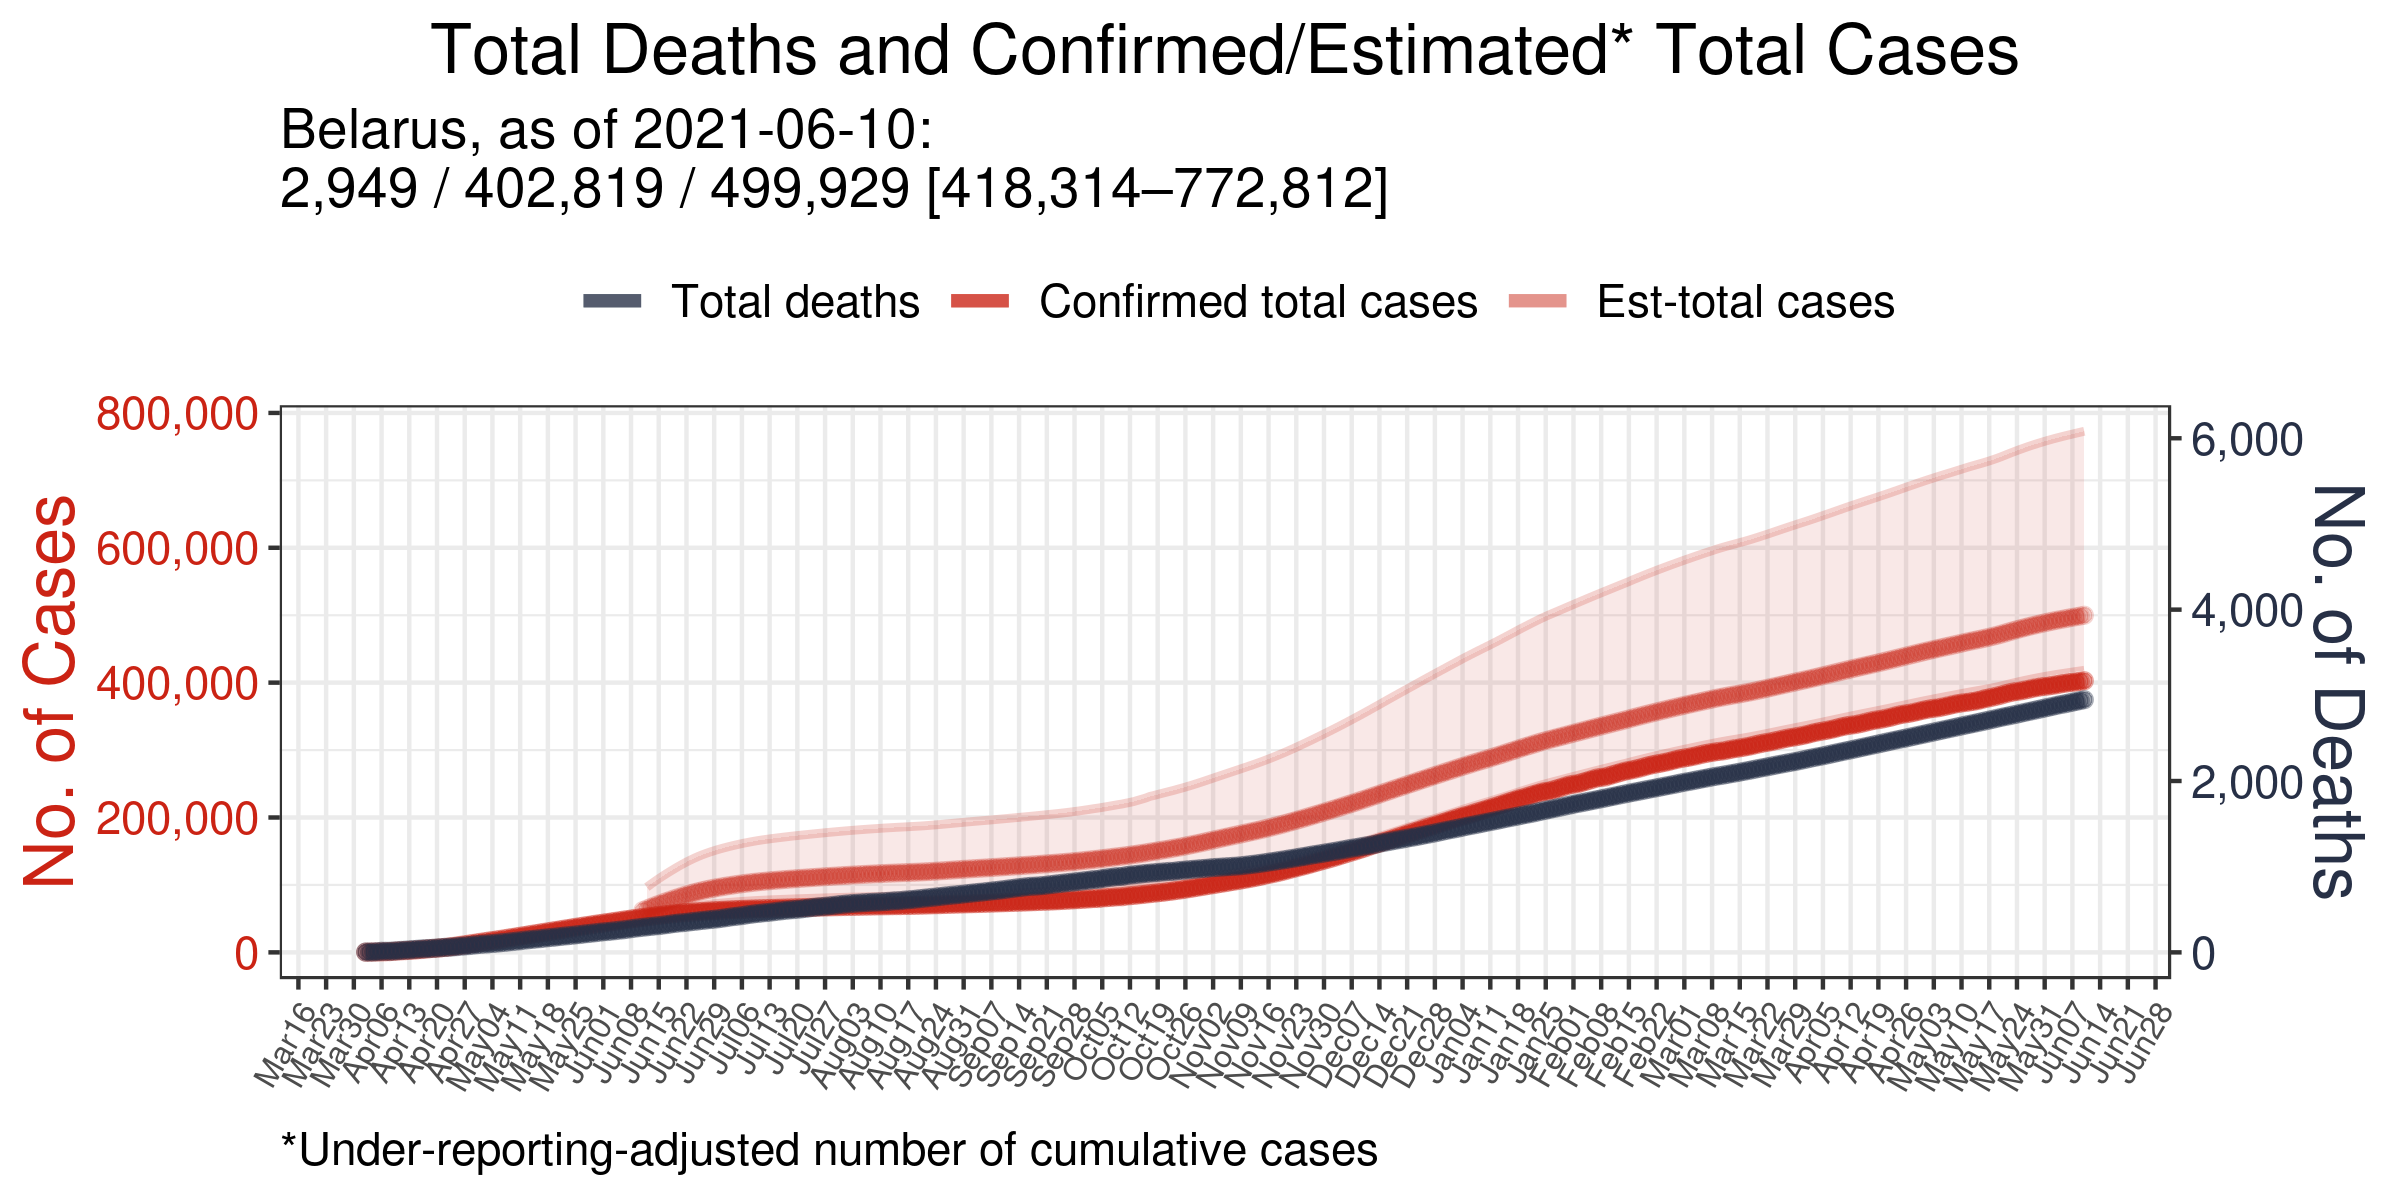 Total Deaths and Confirmed/Estimated* Total Cases
Belarus, as of 2021-06-10:
2,949 / 402,819 / 499,929 [418,314–772,812]
Total deaths
Confirmed total cases
Est-total cases
No. of Cases
800,000
600,000
400,000
200,000
0
6,000
4,000
2,000
0
No. of Deaths
Mar16
Mar23
Mar30
Apr06
Apr13
Apr20
Apr27
May04
May11
May18
May25
Jun01
Jun08
Jun15
Jun22
Jun29
Jul06
Jul13
Jul20
Jul27
Aug03
Aug10
Aug17
Aug24
Aug31
Sep07
Sep14
Sep21
Sep28
Oct05
Oct12
Oct19
Oct26
Nov02
Nov09
Nov16
Nov23
Nov30
Dec07
Dec14
Dec21
Dec28
Jan04
Jan11
Jan18
Jan25
Feb01
Feb08
Feb15
Feb22
Mar01
Mar08
Mar15
Mar22
Mar29
Apr05
Apr12
Apr19
Apr26
May03
May10
May17
May24
May31
Jun07
Jun14
Jun21
Jun28
*Under-reporting-adjusted number of cumulative cases